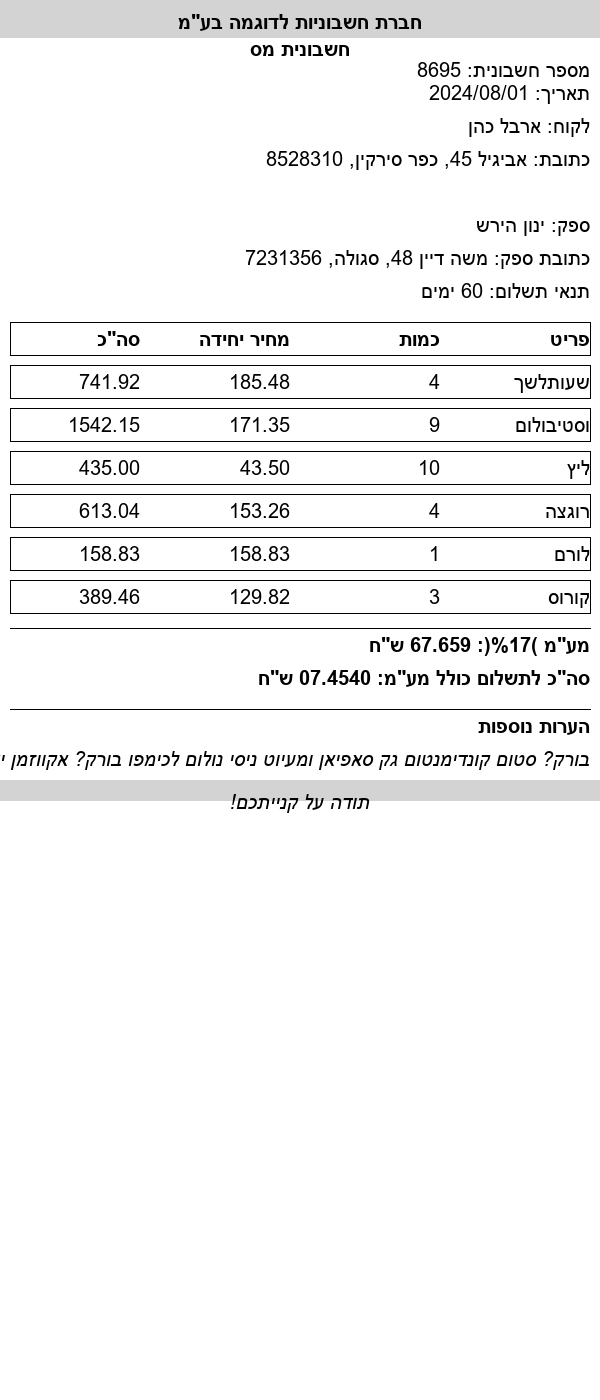 חברת חשבוניות לדוגמה בע"מ
חשבונית מס
מספר חשבונית: 8695
תאריך: 2024/08/01
לקוח: ארבל כהן
כתובת: אביגיל 45, כפר סירקין, 8528310
ספק: ינון הירש
כתובת ספק: משה דיין 48, סגולה, 7231356
תנאי תשלום: 60 ימים
פריט כמות מחיר יחידה סה"כ
שעותלשך 4 185.48 741.92
וסטיבולום 9 171.35 1542.15
ליץ 10 43.50 435.00
רוגצה 4 153.26 613.04
לורם 1 158.83 158.83
קורוס 3 129.82 389.46
מע"מ )17%(: 67.659 ש"ח
סה"כ לתשלום כולל מע"מ: 07.4540 ש"ח
הערות נוספות
בורק? סטום קונדימנטום גק סאפיאן ומעיוט ניסי נולום לכימפו בורק? אקווזמן
תודה על קנייתכם!